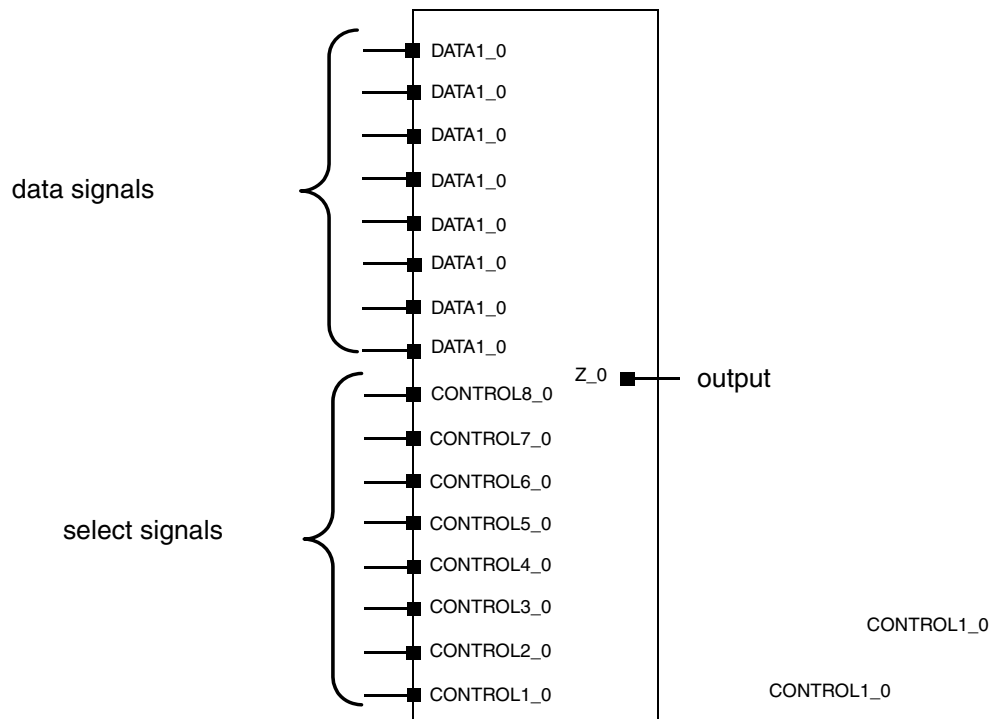 DATA1_0
DATA1_0
DATA1_0
data signals
DATA1_0
DATA1_0
DATA1_0
DATA1_0
DATA1_0
Z_0
output
CONTROL8_0
CONTROL7_0
CONTROL6_0
select signals
CONTROL5_0
CONTROL4_0
CONTROL3_0
CONTROL1_0
CONTROL2_0
CONTROL1_0
CONTROL1_0